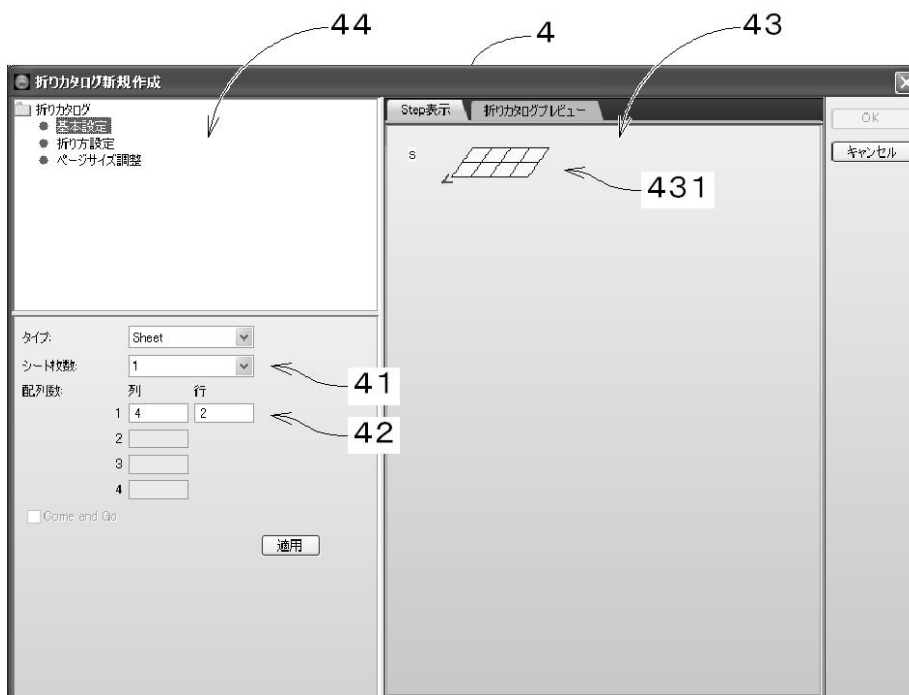 44
4
43
折りカタログ新規作成
折りカタログ
基本設定
折り方設定
ページサイズ調整
Step表示
折りカタログプレビュー
OK
キャンセル
S
431
タイプ:
Sheet
シート枚数:
1
41
配列数:
列
行
1
4
2
42
2
3
4
Come and Go
適用